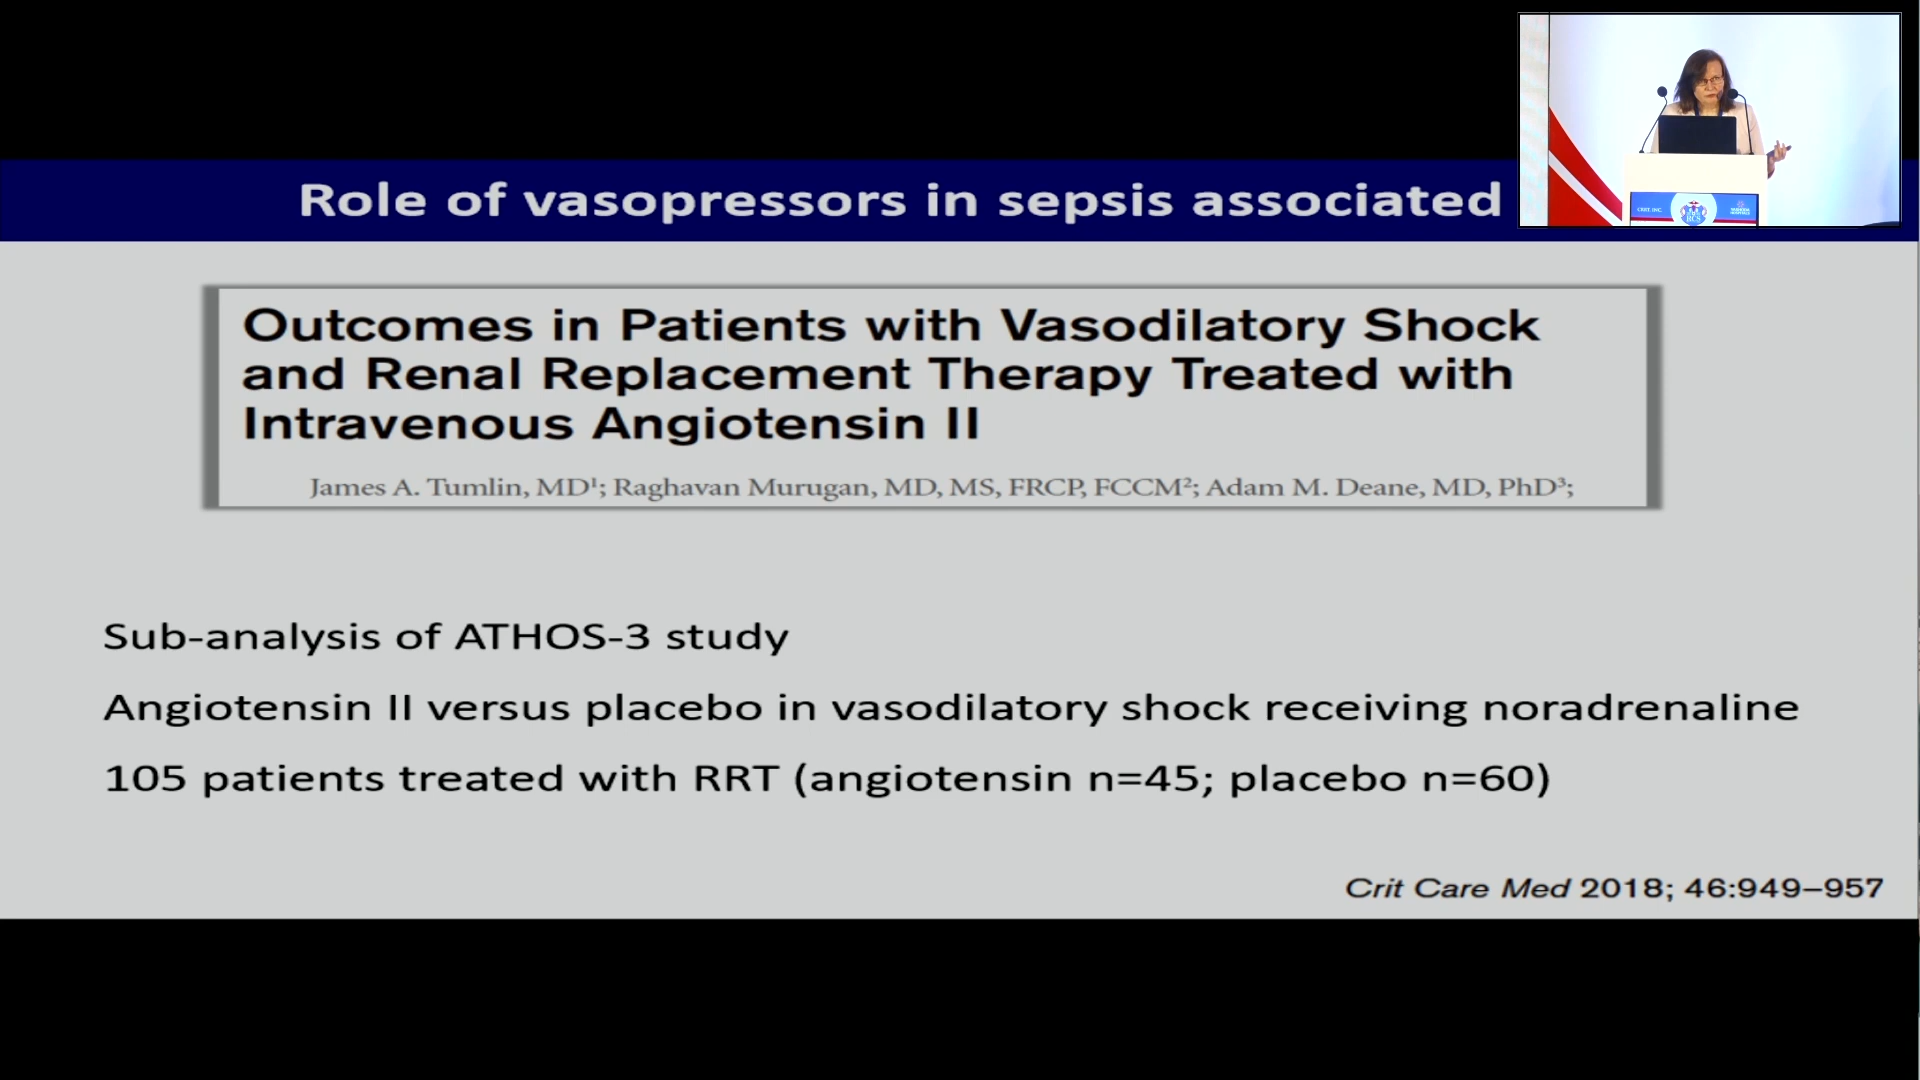 Role of vasopressors in sepsis associated
Outcomes in Patients with Vasodilatory Shock
and Renal Replacement Therapy Treated with
Intravenous Angiotensin II
James A. Tumlin, MD¹; Raghavan Murugan, MD, MS, FRCP, FCCM²; Adam M. Deane, MD, PhD³;
Sub-analysis of ATHOS-3 study
Angiotensin II versus placebo in vasodilatory shock receiving noradrenaline
105 patients treated with RRT (angiotensin n=45; placebo n=60)
Crit Care Med 2018; 46:949–957